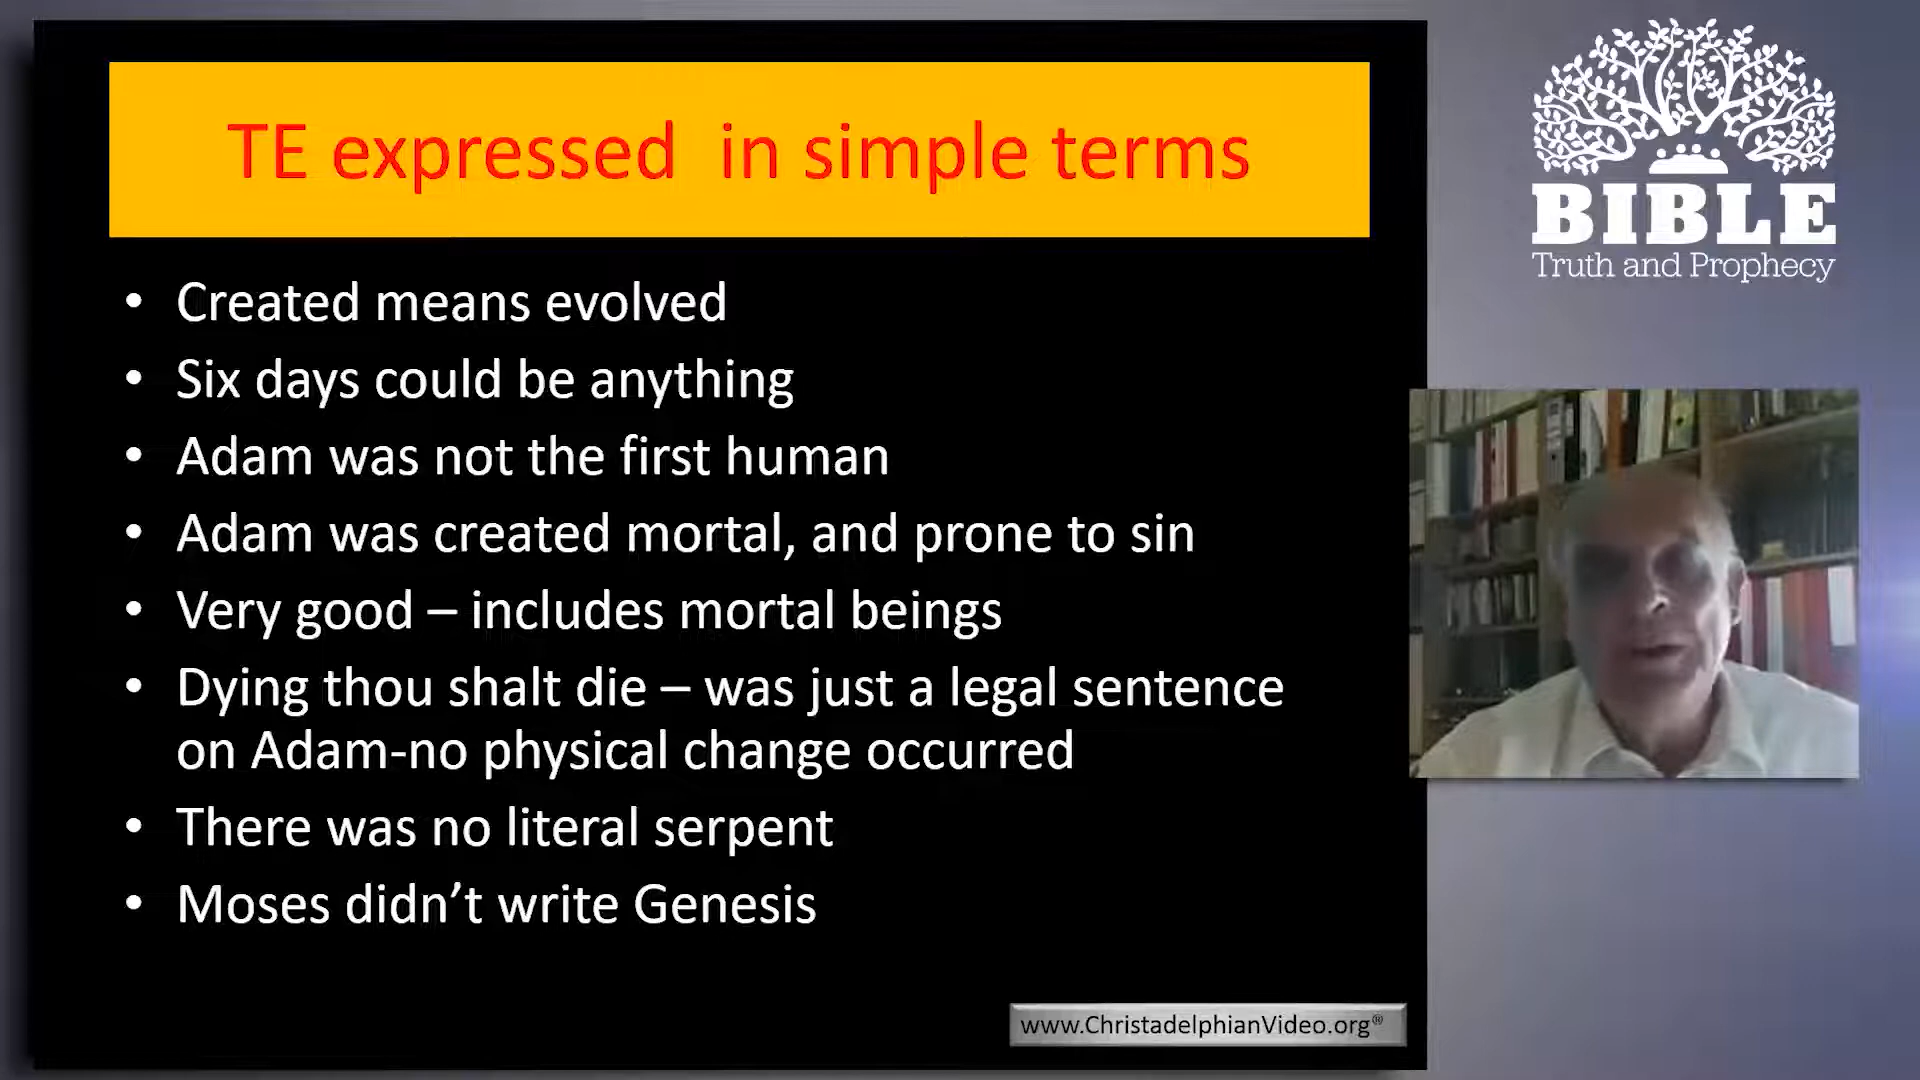 TE expressed in simple terms
• Created means evolved
• Six days could be anything
• Adam was not the first human
• Adam was created mortal, and prone to sin
• Very good – includes mortal beings
• Dying thou shalt die – was just a legal sentence
on Adam-no physical change occurred
• There was no literal serpent
• Moses didn’t write Genesis
www.ChristadelphianVideo.org®
BIBLE
Truth and Prophecy